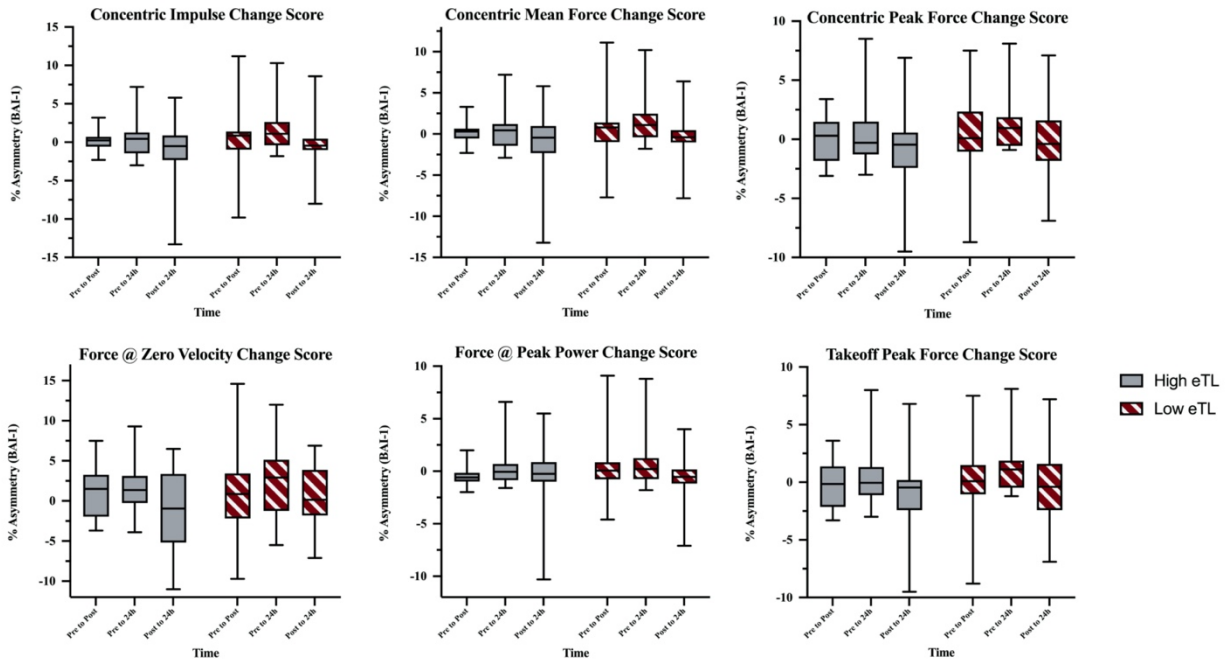 Concentric Impulse Change Score
% Asymmetry (BAI-1)
15
10
5
0
-5
-10
-15
Pre to Post
Pre to 24h
Post to 24h
Pre to Post
Pre to 24h
Post to 24h
Time
Concentric Mean Force Change Score
% Asymmetry (BAI-1)
10
5
0
-5
-10
-15
Pre to Post
Pre to 24h
Post to 24h
Pre to Post
Pre to 24h
Post to 24h
Time
Concentric Peak Force Change Score
% Asymmetry (BAI-1)
10
5
0
-5
-10
Pre to Post
Pre to 24h
Post to 24h
Pre to Post
Pre to 24h
Post to 24h
Time
Force @ Zero Velocity Change Score
% Asymmetry (BAI-1)
15
10
5
0
-5
-10
Pre to Post
Pre to 24h
Post to 24h
Pre to Post
Pre to 24h
Post to 24h
Time
Force @ Peak Power Change Score
% Asymmetry (BAI-1)
10
5
0
-5
-10
Pre to Post
Pre to 24h
Post to 24h
Pre to Post
Pre to 24h
Post to 24h
Time
Takeoff Peak Force Change Score
% Asymmetry (BAI-1)
10
5
0
-5
-10
Pre to Post
Pre to 24h
Post to 24h
Pre to Post
Pre to 24h
Post to 24h
Time
High eTL
Low eTL